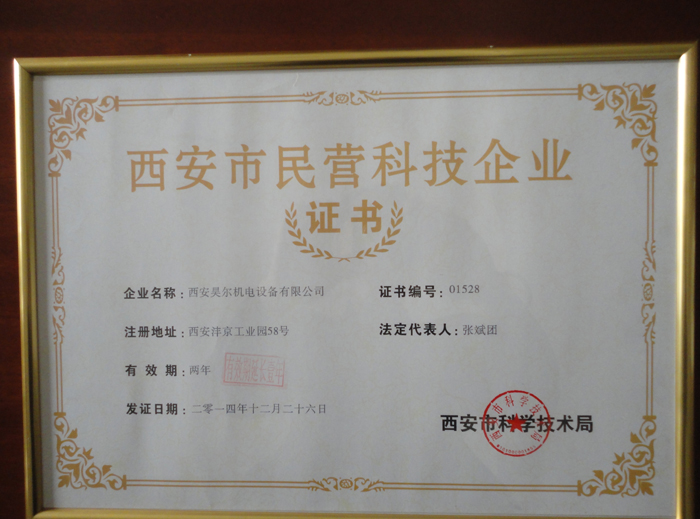 西安市民营科技企业
证书
企业名称：西安昊尔机电设备有限公司
证书编号：01528
注册地址：西安沣京工业园58号
法定代表人：张斌团
有效期：两年
发证日期：二零一四年十二月二十六日
西安市科学技术局